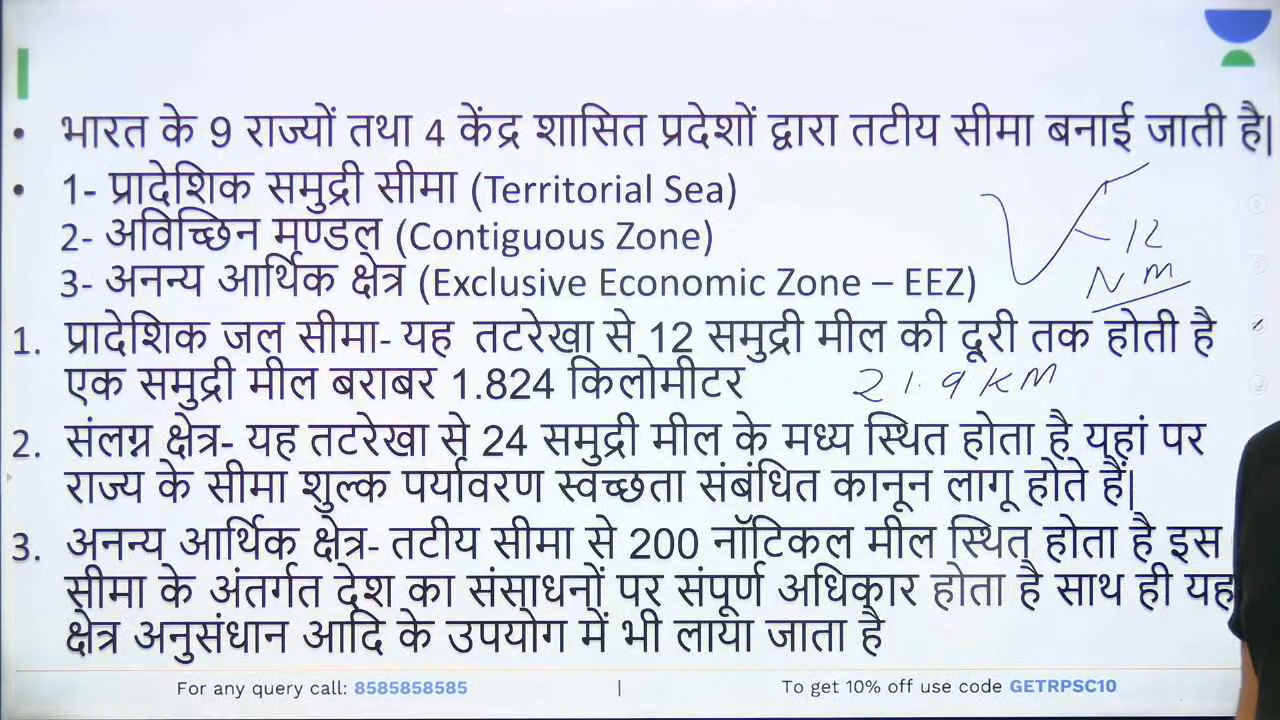 • भारत के 9 राज्यों तथा 4 केंद्र शासित प्रदेशों द्वारा तटीय सीमा बनाई जाती है|
• 1- प्रादेशिक समुद्री सीमा (Territorial Sea)
2- अविच्छिन मण्डल (Contiguous Zone)
3- अनन्य आर्थिक क्षेत्र (Exclusive Economic Zone – EEZ)
12
NM
1. प्रादेशिक जल सीमा- यह तटरेखा से 12 समुद्री मील की दूरी तक होती है
एक समुद्री मील बराबर 1.824 किलोमीटर 21.9 KM
2. संलग्न क्षेत्र- यह तटरेखा से 24 समुद्री मील के मध्य स्थित होता है यहां पर
राज्य के सीमा शुल्क पर्यावरण स्वच्छता संबंधित कानून लागू होते हैं|
3. अनन्य आर्थिक क्षेत्र- तटीय सीमा से 200 नॉटिकल मील स्थित होता है इस
सीमा के अंतर्गत देश का संसाधनों पर संपूर्ण अधिकार होता है साथ ही यह
क्षेत्र अनुसंधान आदि के उपयोग में भी लाया जाता है
For any query call: 8585858585 | To get 10% off use code GETRPSC10